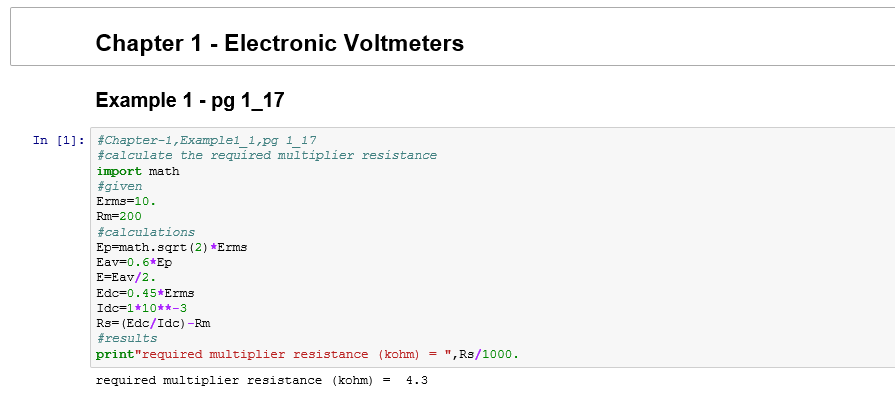 Chapter 1 - Electronic Voltmeters
Example 1 - pg 1_17
In [1]:
#Chapter-1,Example1_1,pg 1_17
#calculate the required multiplier resistance
import math
#given
Erms=10.
Rm=200
#calculations
Ep=math.sqrt(2)*Erms
Eav=0.6*Ep
E=Eav/2.
Edc=0.45*Erms
Idc=1*10**-3
Rs=(Edc/Idc)-Rm
#results
print"required multiplier resistance (kohm) = ",Rs/1000.
required multiplier resistance (kohm) =  4.3